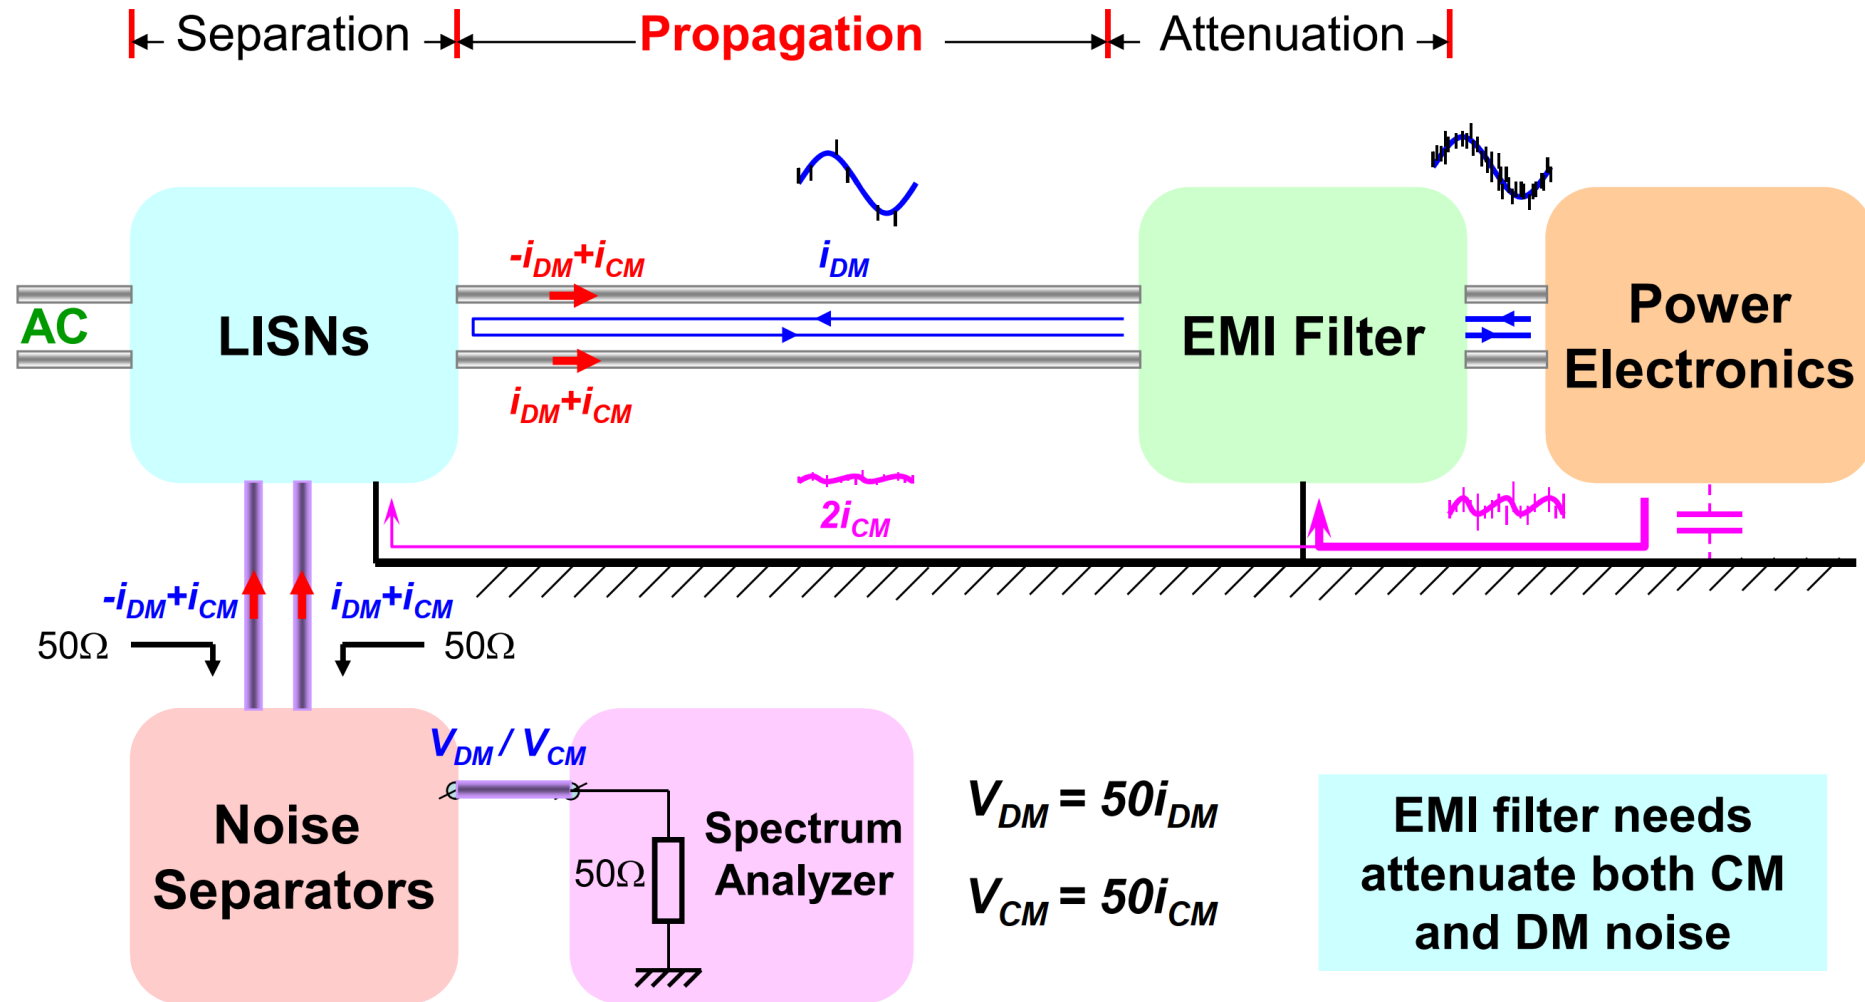 Separation
Propagation
Attenuation
-iDM+iCM
iDM
AC
LISNs
EMI Filter
Power
Electronics
iDM+iCM
2iCM
-iDM+iCM
iDM+iCM
50Ω
50Ω
VDM / VCM
Noise
Separators
50Ω
Spectrum
Analyzer
VDM = 50iDM
VCM = 50iCM
EMI filter needs
attenuate both CM
and DM noise